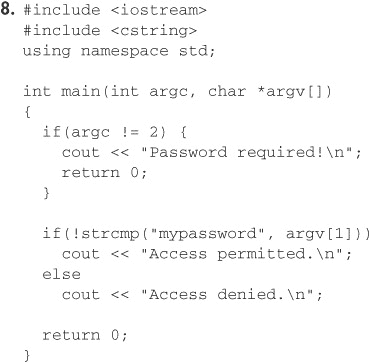 8. #include <iostream>
#include <cstring>
using namespace std;
int main(int argc, char *argv[])
{
if(argc != 2) {
cout << "Password required!\n";
return 0;
}
if(!strcmp("mypassword", argv[1]))
cout << "Access permitted.\n";
else
cout << "Access denied.\n";
return 0;
}